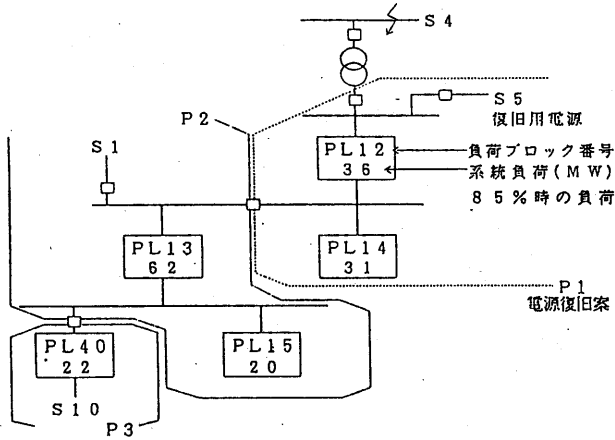 S4
S5
復旧用電源
P2
S1
PL12
36
負荷ブロック番号
系統負荷(MW)
85%時の負荷
PL13
62
PL14
31
P1
電源復旧案
PL40
22
PL15
20
S10
P3